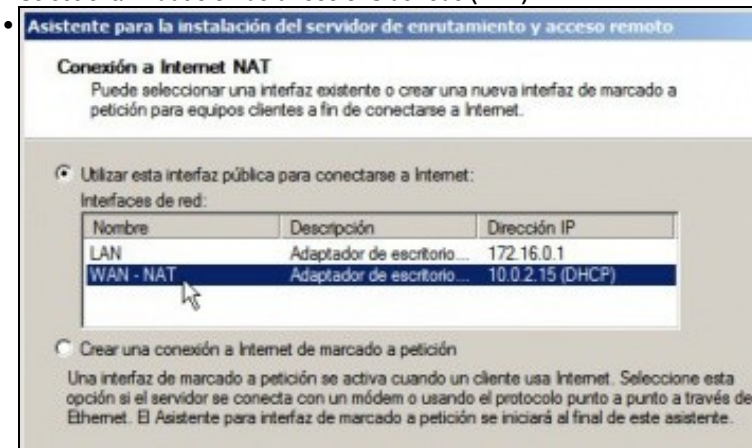 Asistente para la instalación del servidor de enrutamiento y acceso remoto
Conexión a Internet NAT
Puede seleccionar una interfaz existente o crear una nueva interfaz de marcado a
petición para equipos clientes a fin de conectarse a Internet.
Utilizar esta interfaz pública para conectarse a Internet:
Interfaces de red:
Nombre Descripción Dirección IP
LAN Adaptador de escritorio... 172.16.0.1
WAN - NAT Adaptador de escritorio... 10.0.2.15 (DHCP)
Crear una conexión a Internet de marcado a petición
Una interfaz de marcado a petición se activa cuando un cliente usa Internet. Seleccione esta
opción si el servidor se conecta con un módem o usando el protocolo punto a punto a través de
Ethernet. El Asistente para interfaz de marcado a petición se iniciará al final de este asistente.